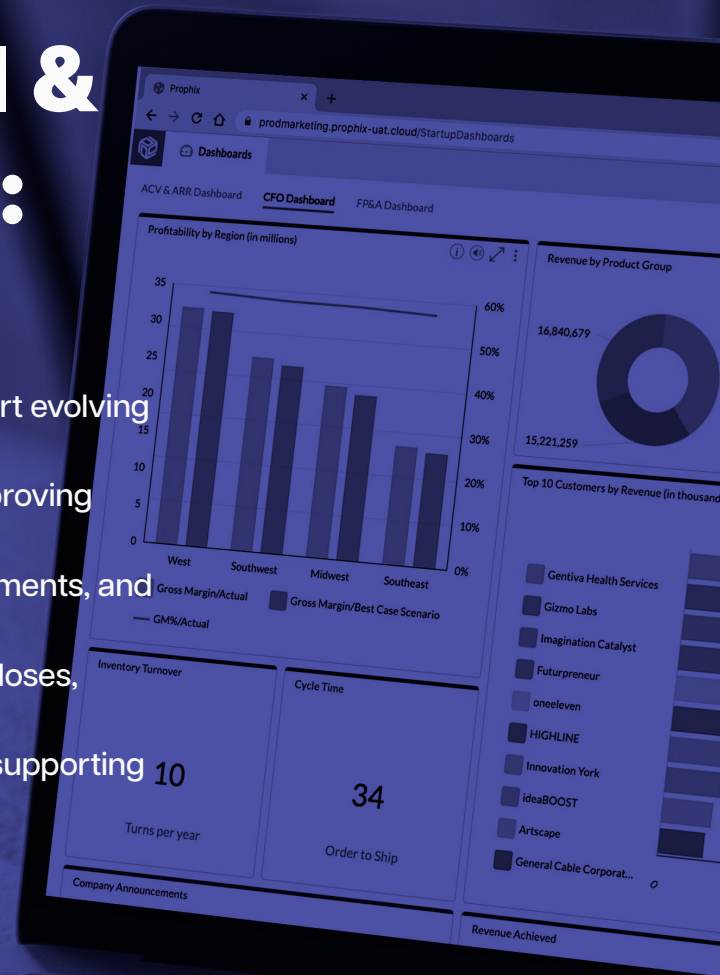 &
:
rt evolving
proving
ments, and
loses,
supporting
Prophix
prodmarketing.prophix-uat.cloud/StartupDashboards
Dashboards
ACV & ARR Dashboard CFO Dashboard FP&A Dashboard
Profitability by Region (in millions)
35
30
25
20
15
10
5
0
60%
50%
40%
30%
20%
10%
0%
West Southwest Midwest Southeast
Gross Margin/Actual Gross Margin/Best Case Scenario
GM%/Actual
Revenue by Product Group
16,840,679
15,221,259
Top 10 Customers by Revenue (in thousand
Gentiva Health Services
Gizmo Labs
Imagination Catalyst
Futurpreneur
oneeleven
HIGHLINE
Innovation York
ideaBOOST
Artscape
General Cable Corporat...
0
Inventory Turnover
10
Turns per year
Cycle Time
34
Order to Ship
Company Announcements
Revenue Achieved